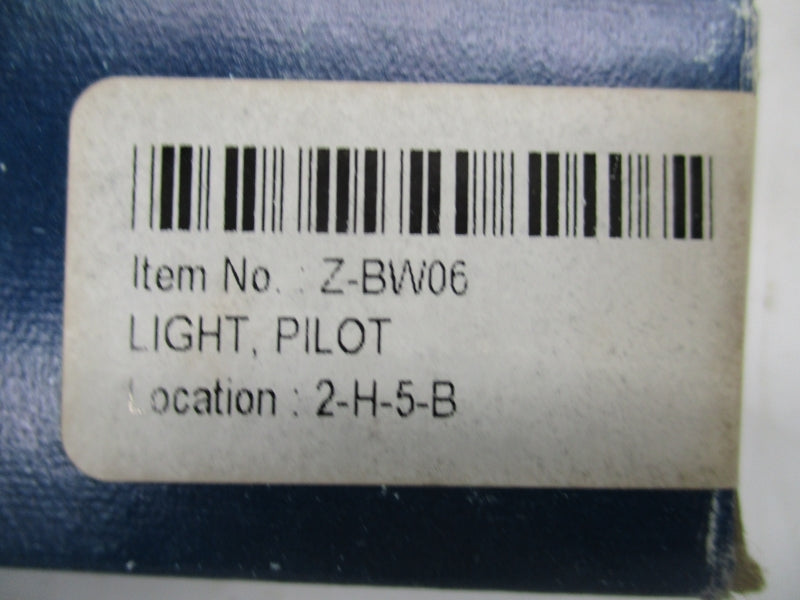 Item No. : Z-BW06
LIGHT, PILOT
Location : 2-H-5-B